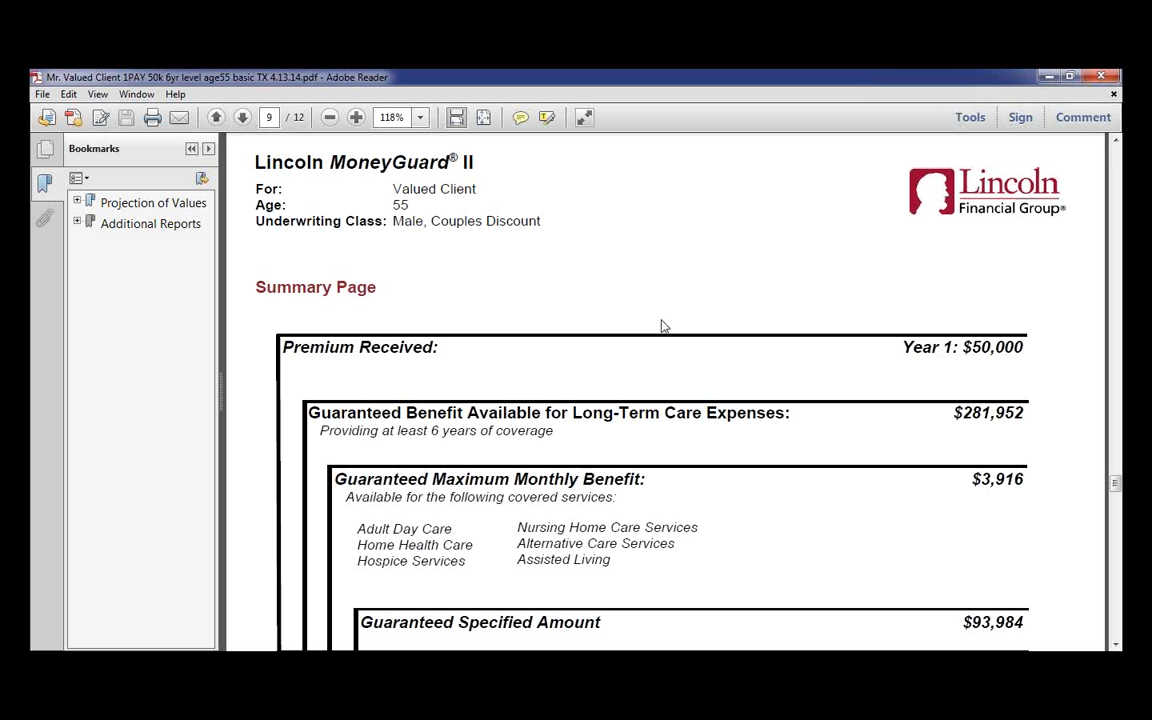 Mr. Valued Client 1PAY 50k 6yr level age55 basic TX 4.13.14.pdf - Adobe Reader
File Edit View Window Help
9 / 12 118% Tools Sign Comment
Bookmarks
Projection of Values
Additional Reports
Lincoln MoneyGuard® II
For: Valued Client
Age: 55
Underwriting Class: Male, Couples Discount
Lincoln
Financial Group®
Summary Page
Premium Received: Year 1: $50,000
Guaranteed Benefit Available for Long-Term Care Expenses: $281,952
Providing at least 6 years of coverage
Guaranteed Maximum Monthly Benefit: $3,916
Available for the following covered services:
Adult Day Care Nursing Home Care Services
Home Health Care Alternative Care Services
Hospice Services Assisted Living
Guaranteed Specified Amount $93,984